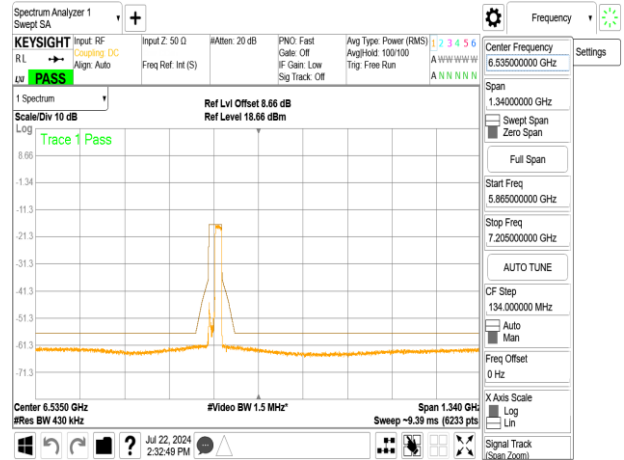 Spectrum Analyzer 1
Swept SA
Frequency
KEYSIGHT
RL
LXI PASS
Input: RF
Coupling: DC
Align: Auto
Input Z: 50 Ω
Freq Ref: Int (S)
#Atten: 20 dB
PNO: Fast
Gate: Off
IF Gain: Low
Sig Track: Off
Avg Type: Power (RMS)
Avg|Hold: 100/100
Trig: Free Run
1 2 3 4 5 6
A W W W W W
A N N N N N
1 Spectrum
Scale/Div 10 dB
Ref Lvl Offset 8.66 dB
Ref Level 18.66 dBm
Log
Trace 1 Pass
8.66
-1.34
-11.3
-21.3
-31.3
-41.3
-51.3
-61.3
-71.3
Center 6.5350 GHz
#Video BW 1.5 MHz*
Span 1.340 GHz
#Res BW 430 kHz
Sweep ~9.39 ms (6233 pts
Jul 22, 2024
2:32:49 PM
Center Frequency
6.535000000 GHz
Settings
Span
1.34000000 GHz
Swept Span
Zero Span
Full Span
Start Freq
5.865000000 GHz
Stop Freq
7.205000000 GHz
AUTO TUNE
CF Step
134.000000 MHz
Auto
Man
Freq Offset
0 Hz
X Axis Scale
Log
Lin
Signal Track
(Span Zoom)